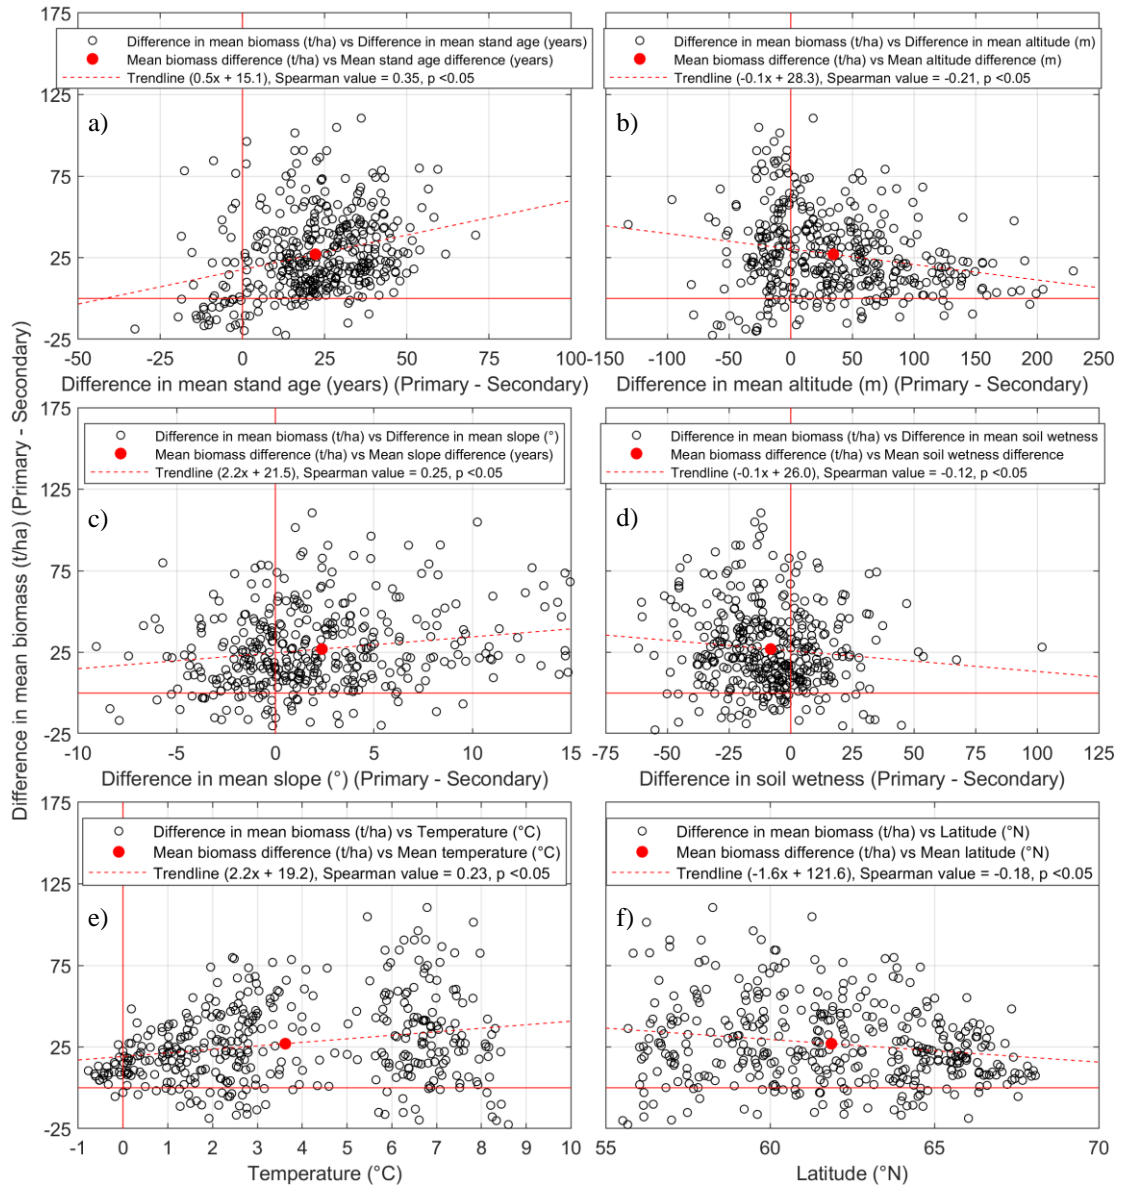 175
Difference in mean biomass (t/ha) vs Difference in mean stand age (years)
Mean biomass difference (t/ha) vs Mean stand age difference (years)
Trendline (0.5x + 15.1), Spearman value = 0.35, p <0.05
125
a)
75
25
-25
-50 -25 0 25 50 75 100
Difference in mean stand age (years) (Primary - Secondary)
Difference in mean biomass (t/ha) vs Difference in mean altitude (m)
Mean biomass difference (t/ha) vs Mean altitude difference (m)
Trendline (-0.1x + 28.3), Spearman value = -0.21, p <0.05
b)
-150 -100 -50 0 50 100 150 200 250
Difference in mean altitude (m) (Primary - Secondary)
Difference in mean biomass (t/ha) (Primary - Secondary)
175
Difference in mean biomass (t/ha) vs Difference in mean slope (°)
Mean biomass difference (t/ha) vs Mean slope difference (years)
Trendline (2.2x + 21.5), Spearman value = 0.25, p <0.05
125
c)
75
25
-25
-10 -5 0 5 10 15
Difference in mean slope (°) (Primary - Secondary)
Difference in mean biomass (t/ha) vs Difference in mean soil wetness
Mean biomass difference (t/ha) vs Mean soil wetness difference
Trendline (-0.1x + 26.0), Spearman value = -0.12, p <0.05
d)
-75 -50 -25 0 25 50 75 100 125
Difference in soil wetness (Primary - Secondary)
175
Difference in mean biomass (t/ha) vs Temperature (°C)
Mean biomass difference (t/ha) vs Mean temperature (°C)
Trendline (2.2x + 19.2), Spearman value = 0.23, p <0.05
125
e)
75
25
-25
-1 0 1 2 3 4 5 6 7 8 9 10
Temperature (°C)
Difference in mean biomass (t/ha) vs Latitude (°N)
Mean biomass difference (t/ha) vs Mean latitude (°N)
Trendline (-1.6x + 121.6), Spearman value = -0.18, p <0.05
f)
55 60 65 70
Latitude (°N)